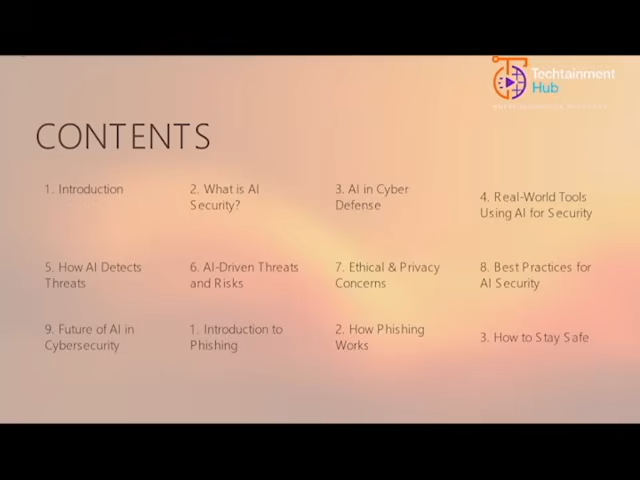 Techtainment
Hub
CONTENTS
1. Introduction
2. What is AI
Security?
3. AI in Cyber
Defense
4. Real-World Tools
Using AI for Security
5. How AI Detects
Threats
6. AI-Driven Threats
and Risks
7. Ethical & Privacy
Concerns
8. Best Practices for
AI Security
9. Future of AI in
Cybersecurity
1. Introduction to
Phishing
2. How Phishing
Works
3. How to Stay Safe